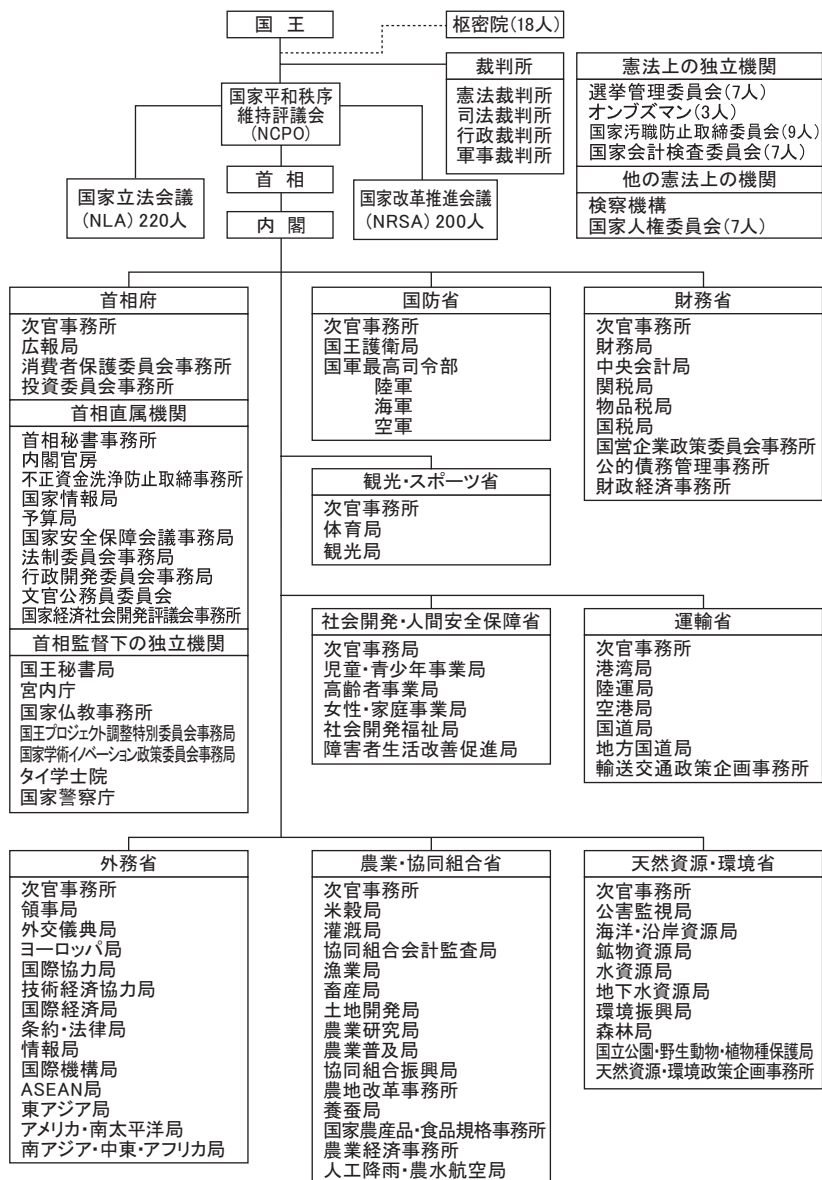 国王
枢密院(18人)
国家平和秩序
維持評議会
(NCPO)
裁判所
憲法裁判所
司法裁判所
行政裁判所
軍事裁判所
憲法上の独立機関
選挙管理委員会(7人)
オンブズマン(3人)
国家汚職防止取締委員会(9人)
国家会計検査委員会(7人)
他の憲法上の機関
検察機構
国家人権委員会(7人)
国家立法会議
(NLA) 220人
首相
国家改革推進会議
(NRSA) 200人
内閣
首相府
次官事務所
広報局
消費者保護委員会事務所
投資委員会事務所
首相直属機関
首相秘書事務所
内閣官房
不正資金洗浄防止取締事務所
国家情報局
予算局
国家安全保障会議事務局
法制委員会事務局
行政開発委員会事務局
文官公務員委員会
国家経済社会開発評議会事務所
首相監督下の独立機関
国王秘書局
宮内庁
国家仏教事務所
国王プロジェクト調整特別委員会事務局
国家学術イノベーション政策委員会事務局
タイ学士院
国家警察庁
国防省
次官事務所
国王護衛局
国軍最高司令部
陸軍
海軍
空軍
財務省
次官事務所
財務局
中央会計局
関税局
物品税局
国税局
国営企業政策委員会事務所
公的債務管理事務所
財政経済事務所
観光・スポーツ省
次官事務所
体育局
観光局
社会開発・人間安全保障省
次官事務局
児童・青少年事業局
高齢者事業局
女性・家庭事業局
社会開発福祉局
障害者生活改善促進局
運輸省
次官事務所
港湾局
陸運局
空港局
国道局
地方国道局
輸送交通政策企画事務所
外務省
次官事務所
領事局
外交儀典局
ヨーロッパ局
国際協力局
技術経済協力局
国際経済局
条約・法律局
情報局
国際機構局
ASEAN局
東アジア局
アメリカ・南太平洋局
南アジア・中東・アフリカ局
農業・協同組合省
次官事務所
米穀局
灌漑局
協同組合会計監査局
漁業局
畜産局
土地開発局
農業研究局
農業普及局
協同組合振興局
農地改革事務所
養蚕局
国家農産品・食品規格事務所
農業経済事務所
人工降雨・農水航空局
天然資源・環境省
次官事務所
公害監視局
海洋・沿岸資源局
鉱物資源局
水資源局
地下水資源局
環境振興局
森林局
国立公園・野生動物・植物種保護局
天然資源・環境政策企画事務所